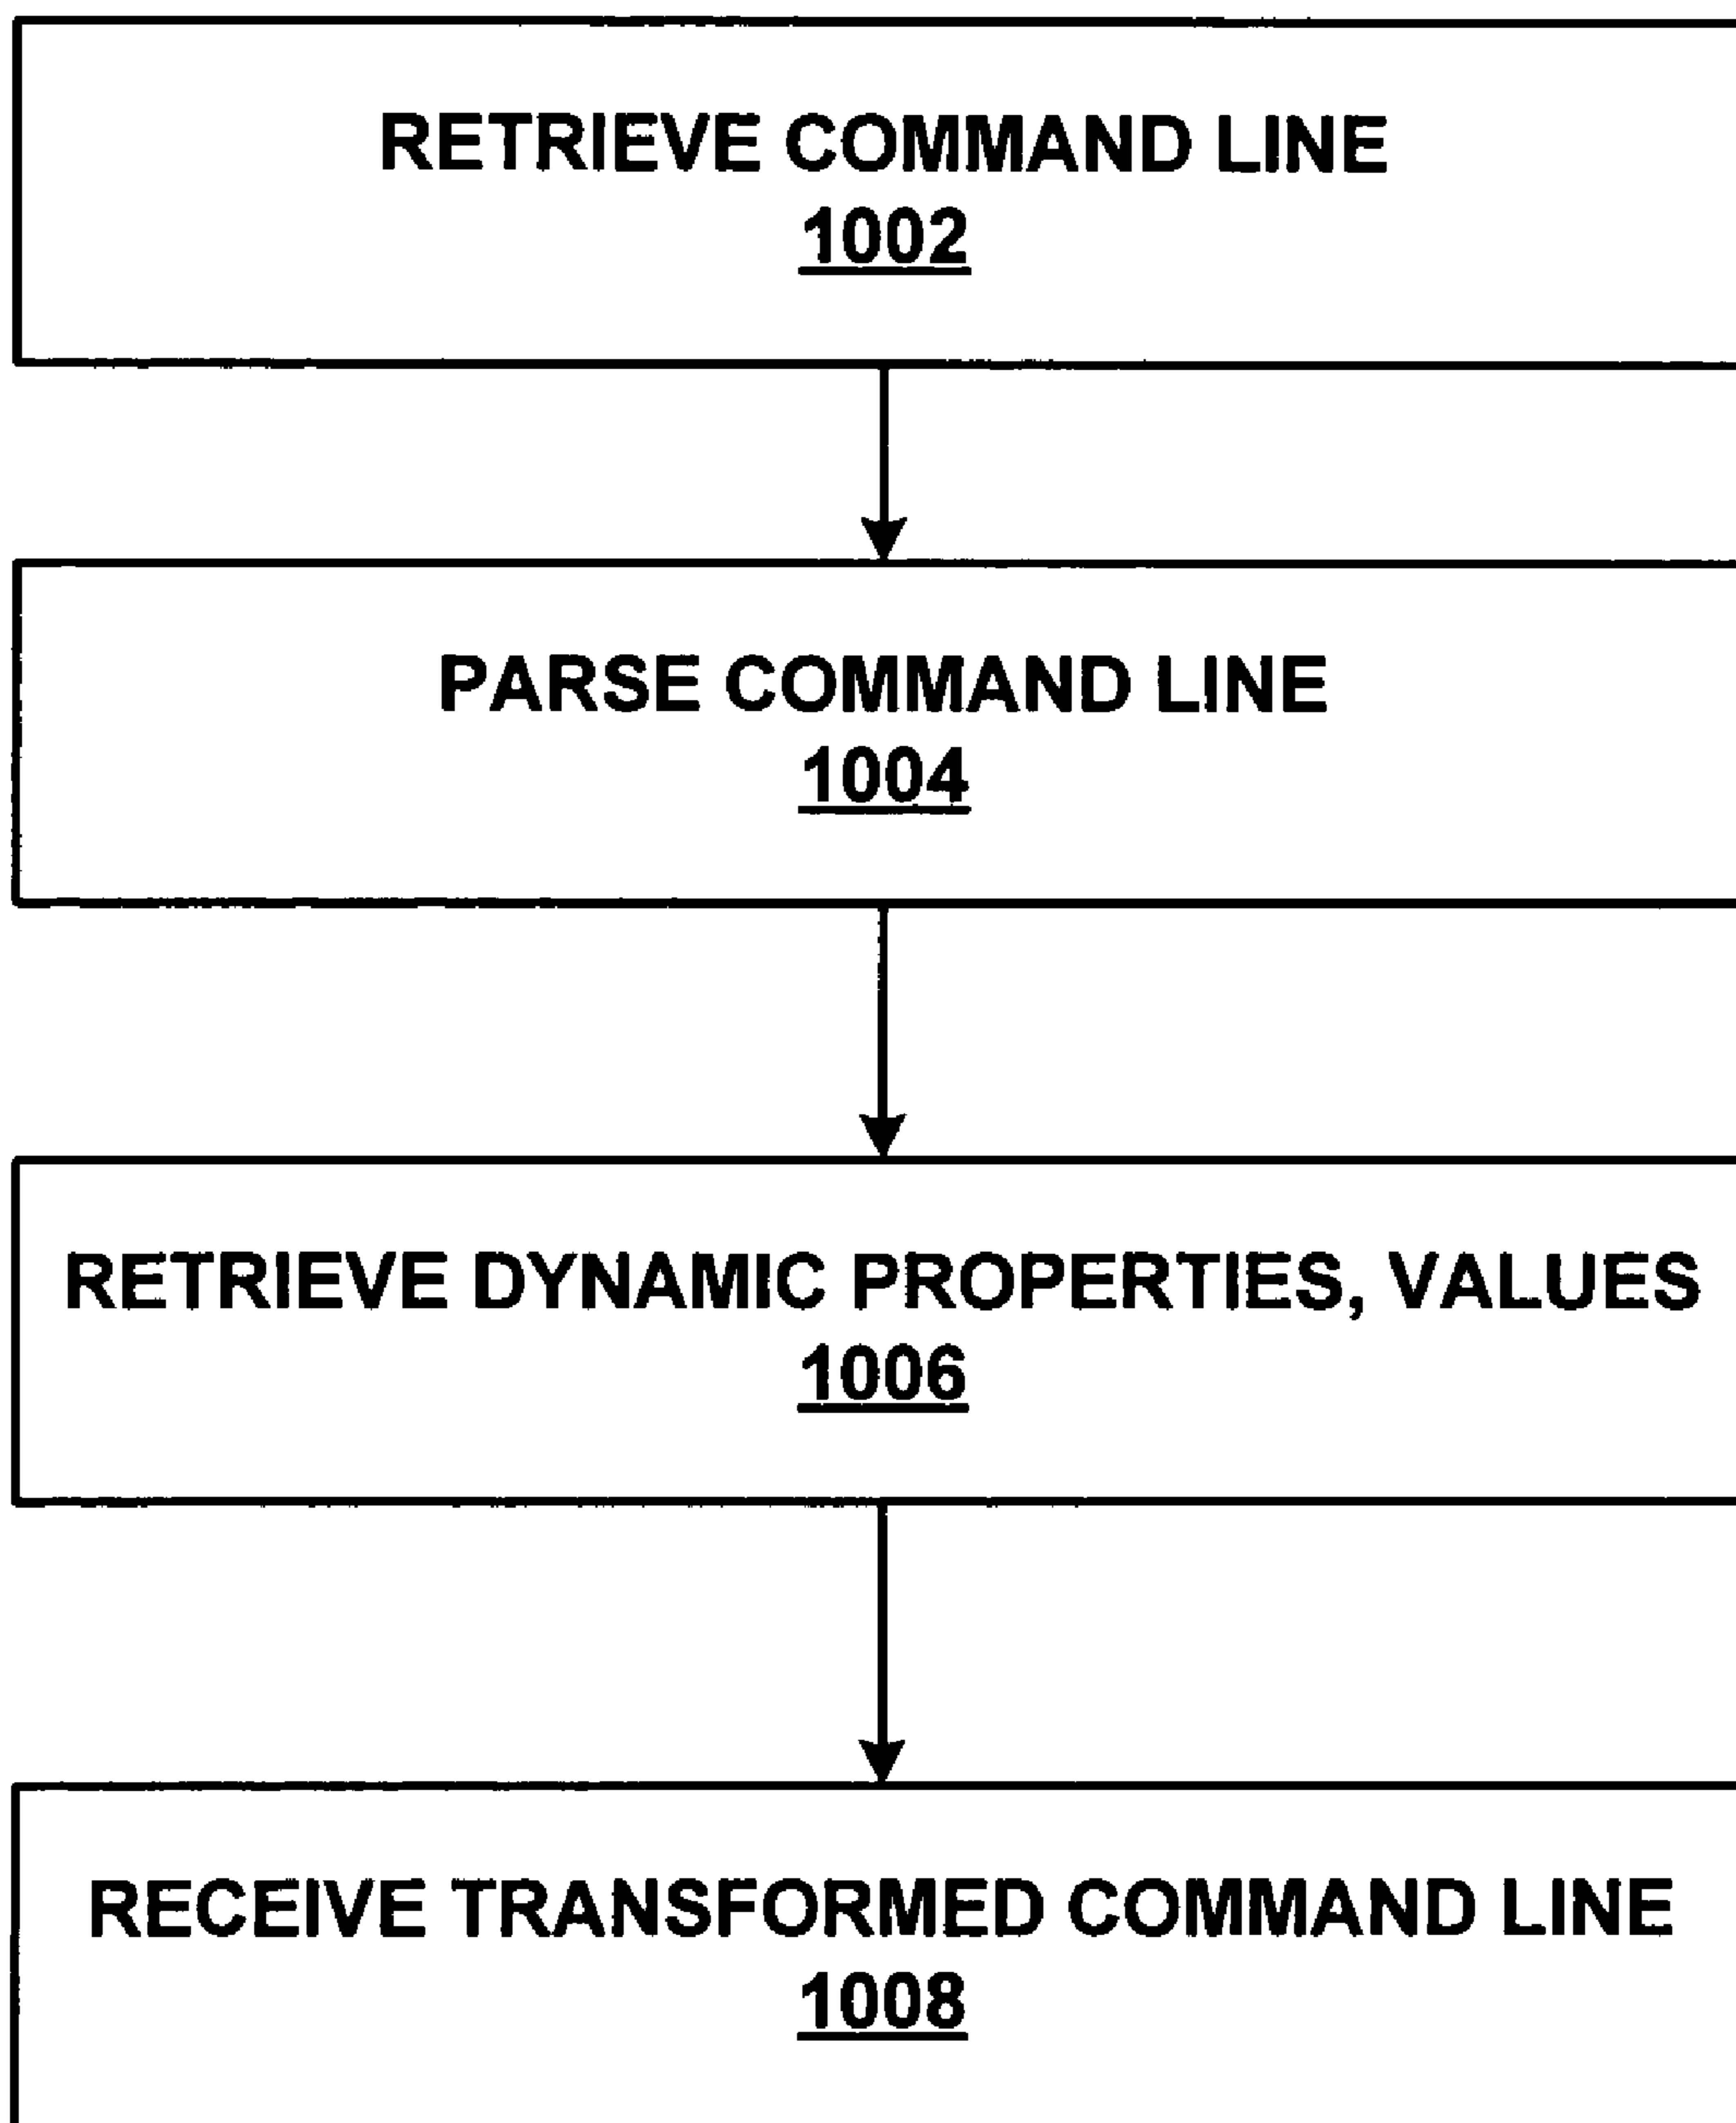 RETRIEVE COMMAND LINE
1002
PARSE COMMAND LINE
1004
RETRIEVE DYNAMIC PROPERTIES, VALUES
1006
RECEIVE TRANSFORMED COMMAND LINE
1008